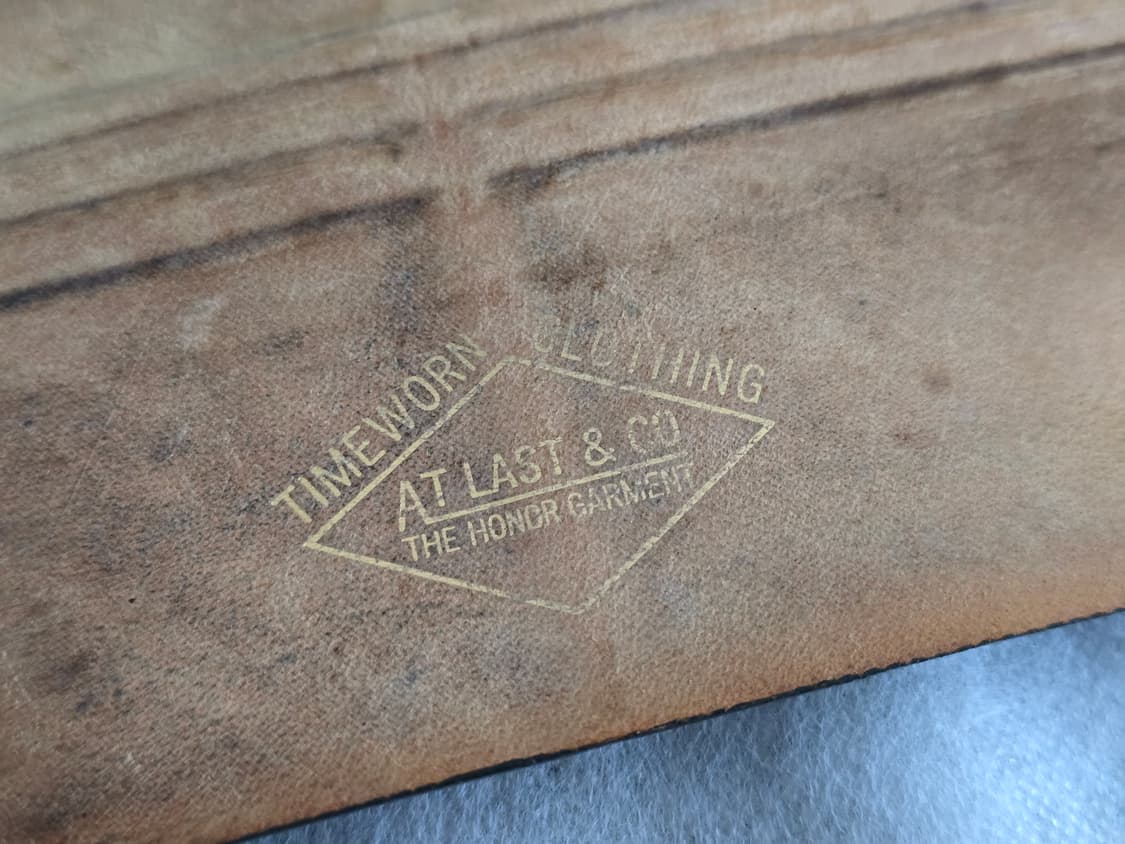 TIMEWORN CLOTHING
AT LAST & CO
THE HONOR GARMENT